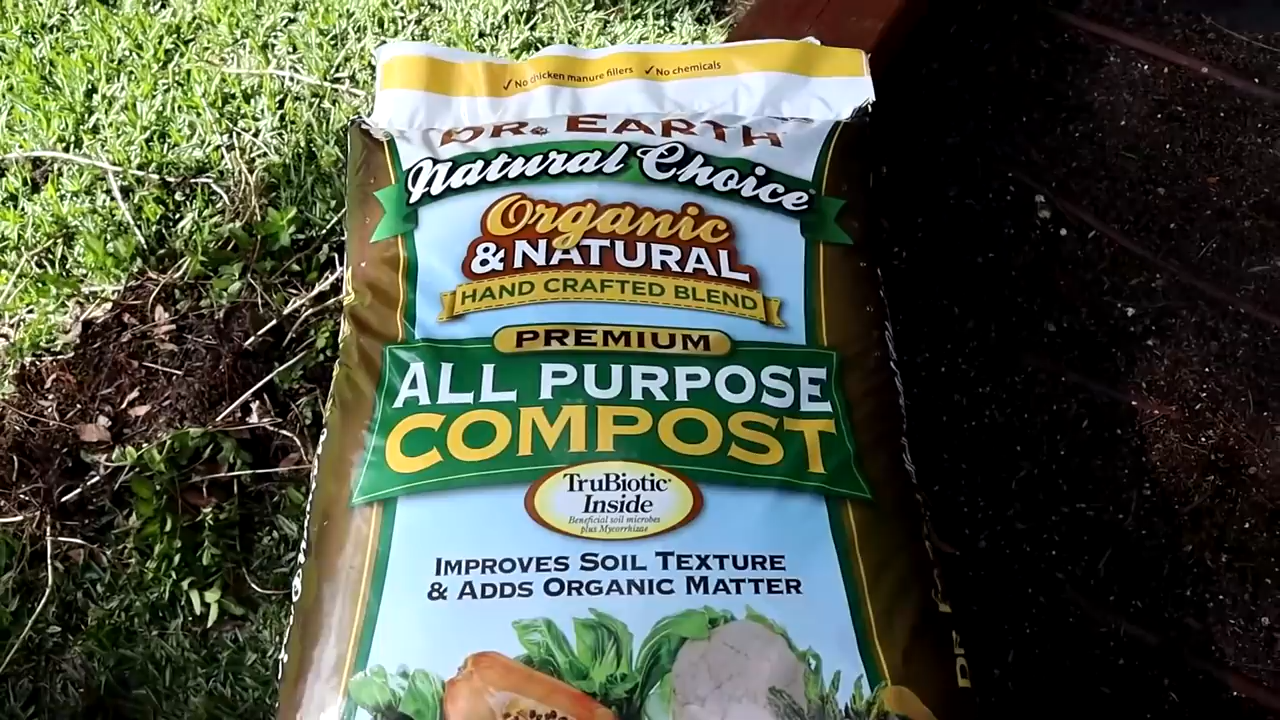 ✓No chicken manure fillers ✓No chemicals
DR. EARTH
Natural Choice
Organic
& NATURAL
HAND CRAFTED BLEND
PREMIUM
ALL PURPOSE
COMPOST
TruBiotic
Inside
Beneficial soil microbes
plus Mycorrhizae
IMPROVES SOIL TEXTURE
& ADDS ORGANIC MATTER